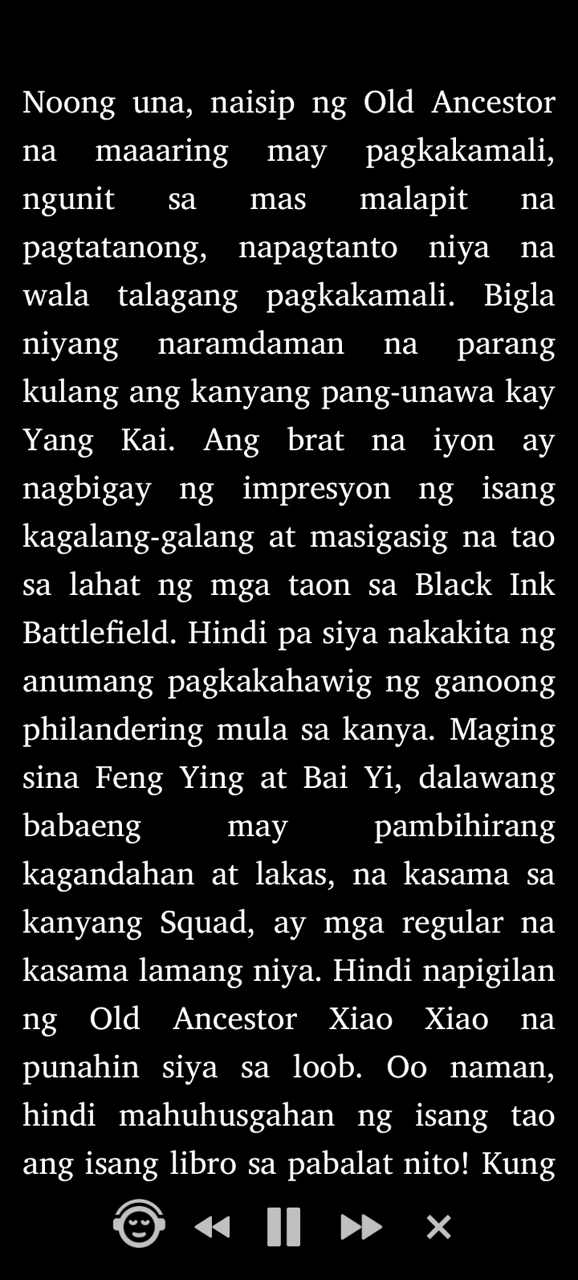 Noong una, naisip ng Old Ancestor
na maaaring may pagkakamali,
ngunit sa mas malapit na
pagtatanong, napagtanto niya na
wala talagang pagkakamali. Bigla
niyang naramdaman na parang
kulang ang kanyang pang-unawa kay
Yang Kai. Ang brat na iyon ay
nagbigay ng impresyon ng isang
kagalang-galang at masigasig na tao
sa lahat ng mga taon sa Black Ink
Battlefield. Hindi pa siya nakakita ng
anumang pagkakahawig ng ganoong
philandering mula sa kanya. Maging
sina Feng Ying at Bai Yi, dalawang
babaeng may pambihirang
kagandahan at lakas, na kasama sa
kanyang Squad, ay mga regular na
kasama lamang niya. Hindi napigilan
ng Old Ancestor Xiao Xiao na
punahin siya sa loob. Oo naman,
hindi mahuhusgahan ng isang tao
ang isang libro sa pabalat nito! Kung